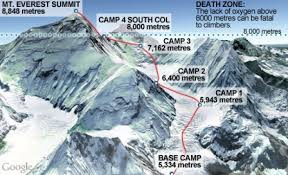 MT. EVEREST SUMMIT
8,848 metres
CAMP 4 SOUTH COL
8,000 metres
DEATH ZONE:
The lack of oxygen above
8000 metres can be fatal
to climbers.
8,000 metres
CAMP 3
7,162 metres
CAMP 2
6,400 metres
CAMP 1
5,943 metres
BASE CAMP
5,334 metres
Google